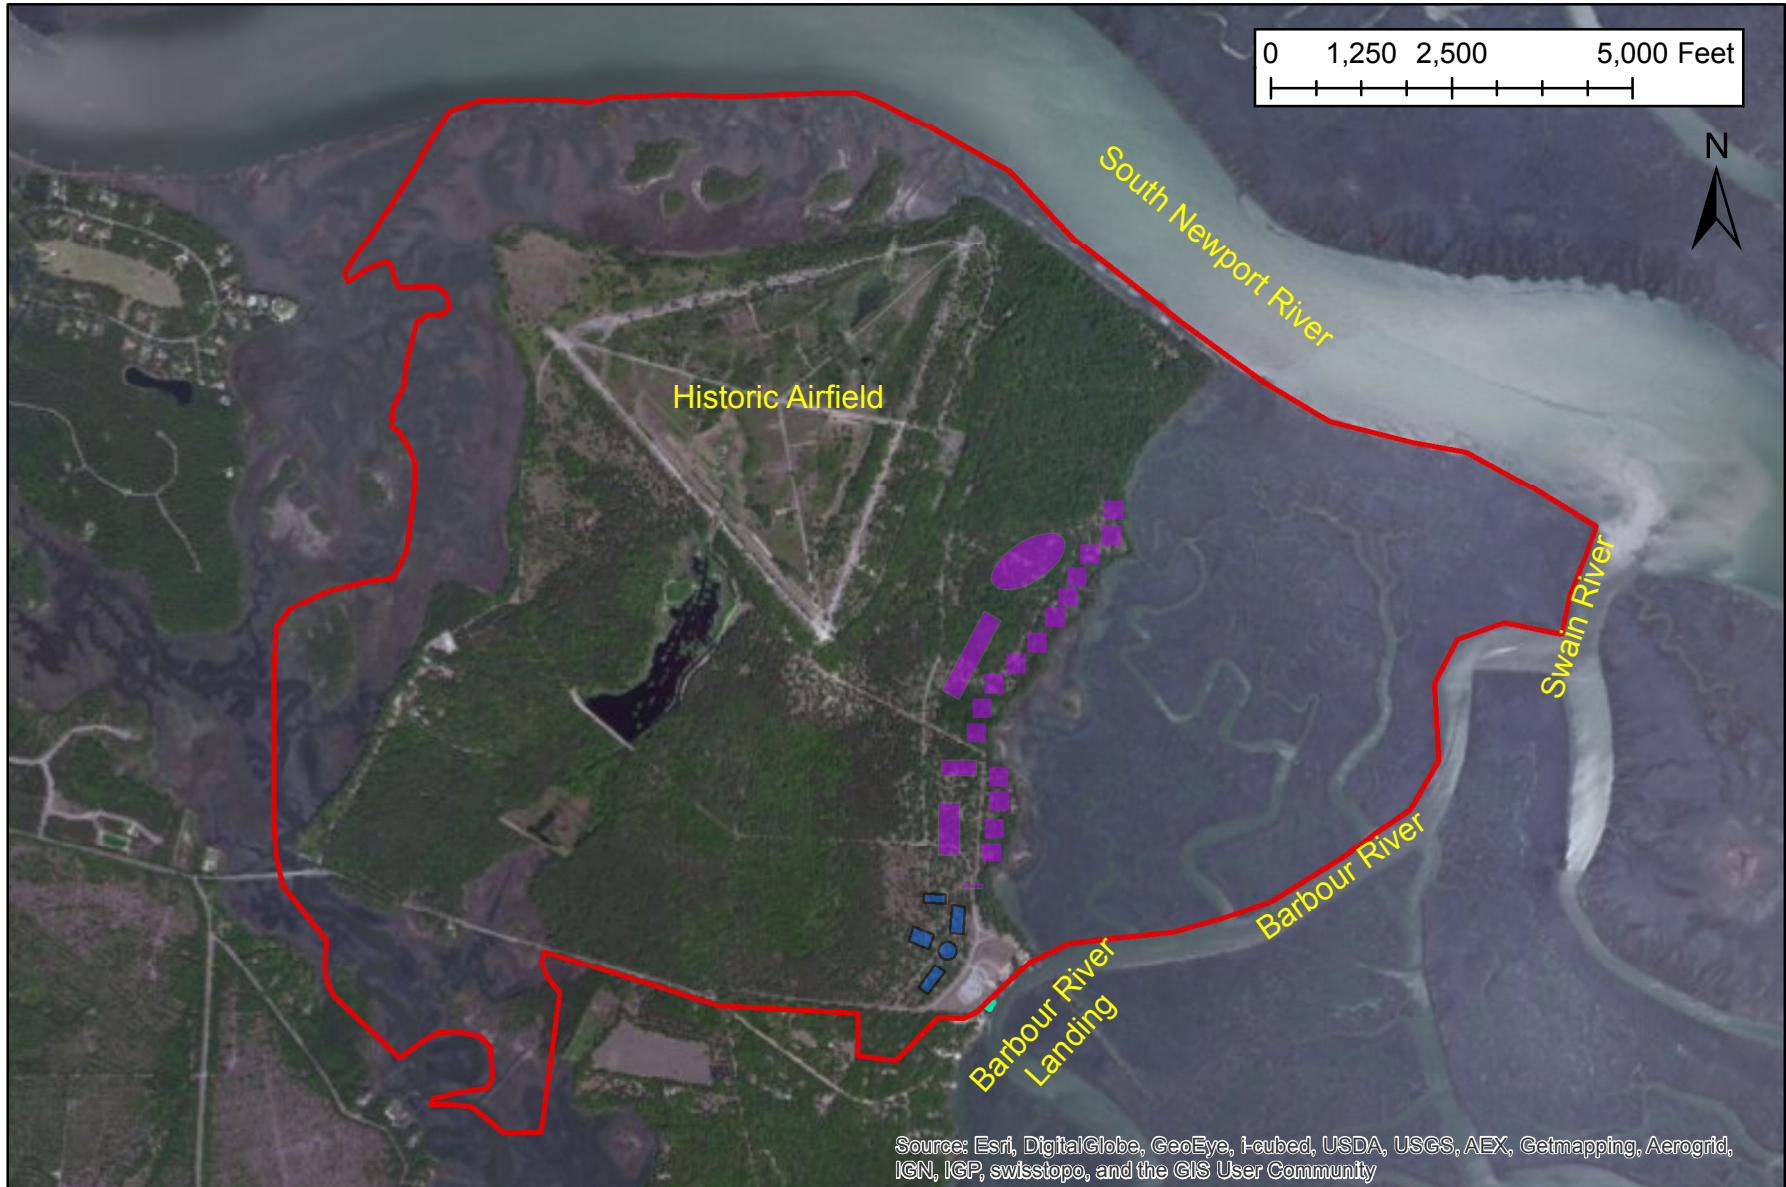 0 1,250 2,500 5,000 Feet
N
South Newport River
Historic Airfield
Swain River
Barbour River
Barbour River
Landing
Source: Esri, DigitalGlobe, GeoEye, i-cubed, USDA, USGS, AEX, Getmapping, Aerogrid,
IGN, IGP, swisstopo, and the GIS User Community